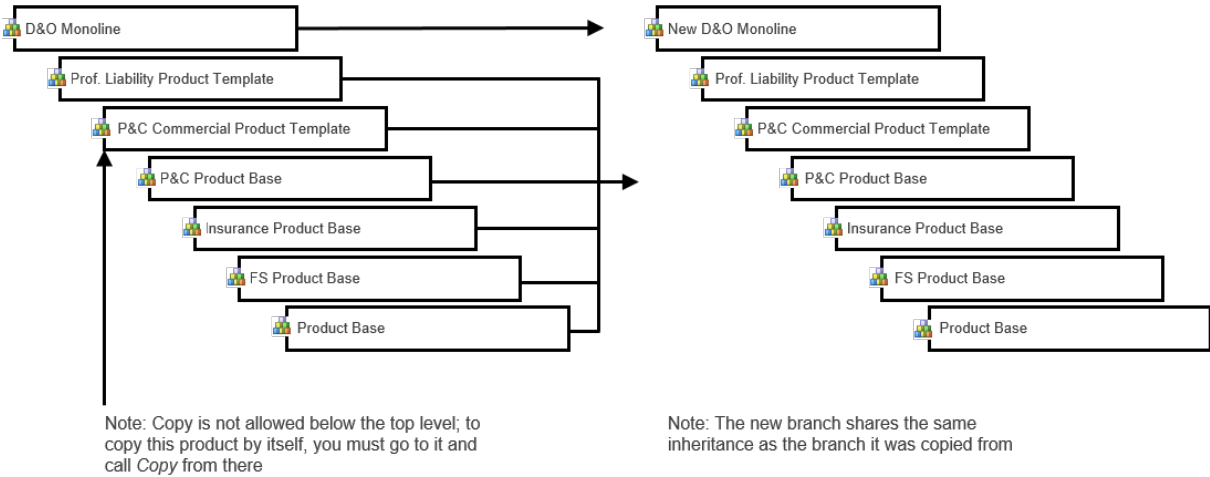 D&O Monoline
Prof. Liability Product Template
P&C Commercial Product Template
P&C Product Base
Insurance Product Base
FS Product Base
Product Base
Note: Copy is not allowed below the top level; to
copy this product by itself, you must go to it and
call Copy from there
New D&O Monoline
Prof. Liability Product Template
P&C Commercial Product Template
P&C Product Base
Insurance Product Base
FS Product Base
Product Base
Note: The new branch shares the same
inheritance as the branch it was copied from